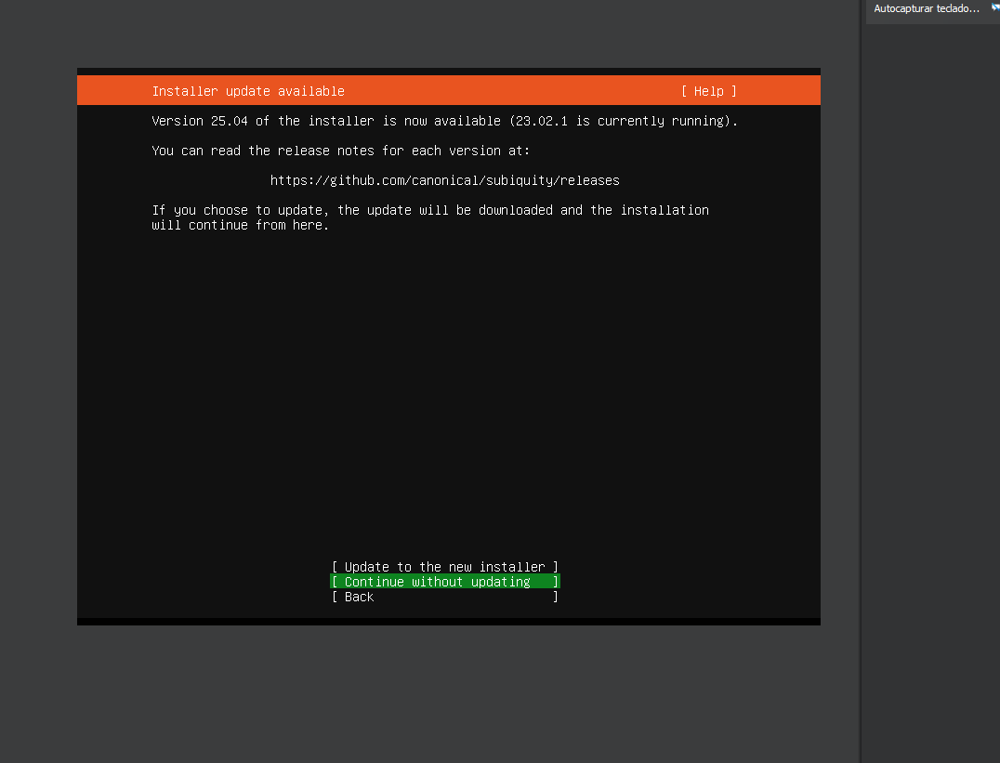 Autocapturar teclado...
Installer update available [ Help ]
Version 25.04 of the installer is now available (23.02.1 is currently running).
You can read the release notes for each version at:
https://github.com/canonical/subiquity/releases
If you choose to update, the update will be downloaded and the installation
will continue from here.
[ Update to the new installer ]
[ Continue without updating ]
[ Back ]